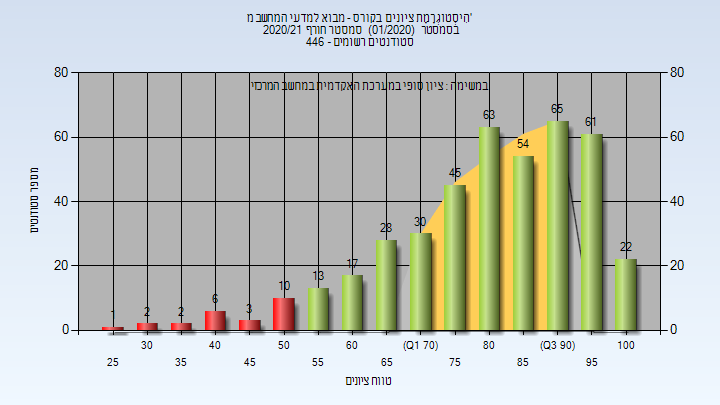 היסטוגרמת ציונים בקורס - מבוא למדעי המחשב מ'
בסמסטר (01/2020) סמסטר חורף 2020/21
סטודנטים רשומים - 446
במשימה : ציון סופי במערכת האקדמית במחשב המרכזי
80 80
60 60
40 40
20 20
0 0
1 2 2 6 3 10 13 17 28 30 45 63 54 65 61 22
מספר סטודנטים
30 40 50 60 (Q1 70) 80 (Q3 90) 100
25 35 45 55 65 75 85 95
טווח ציונים